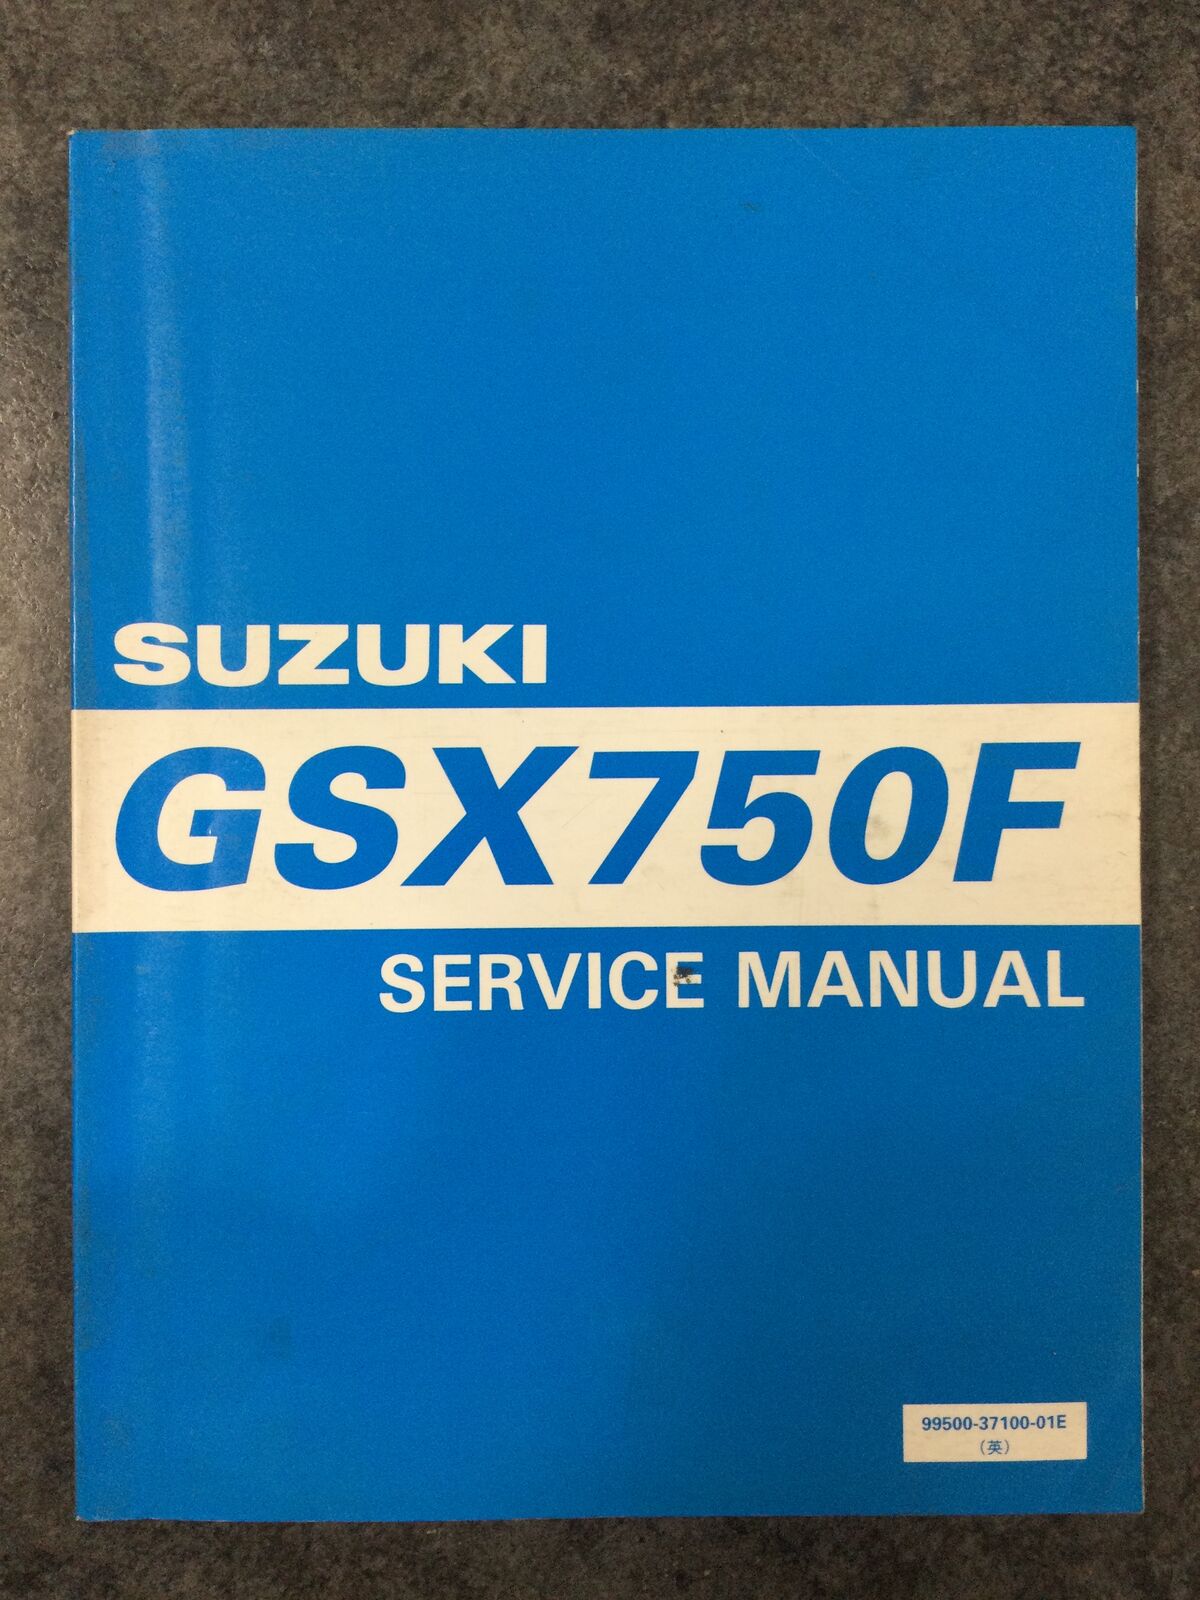 SUZUKI
GSX750F
SERVICE MANUAL
99500-37100-01E
(英)